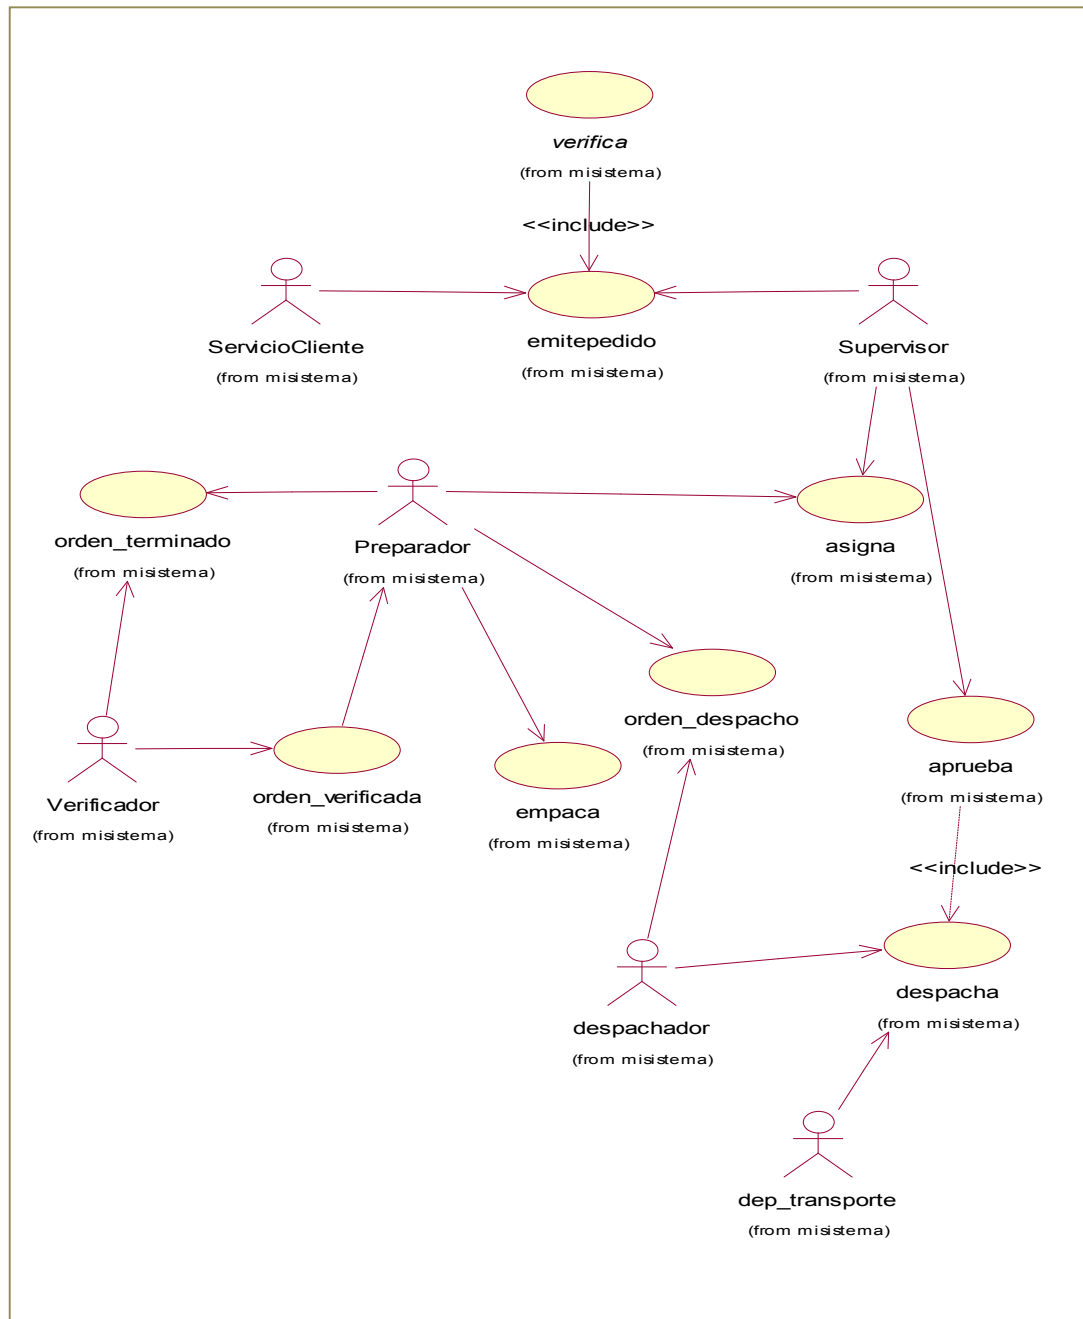 verifica
(from misistema)
<<include>>
ServicioCliente
(from misistema)
emitepedido
(from misistema)
Supervisor
(from misistema)
orden_terminado
(from misistema)
Preparador
(from misistema)
asigna
(from misistema)
orden_despacho
(from misistema)
aprueba
(from misistema)
Verificador
(from misistema)
orden_verificada
(from misistema)
empaca
(from misistema)
<<include>>
despachador
(from misistema)
despacha
(from misistema)
dep_transporte
(from misistema)